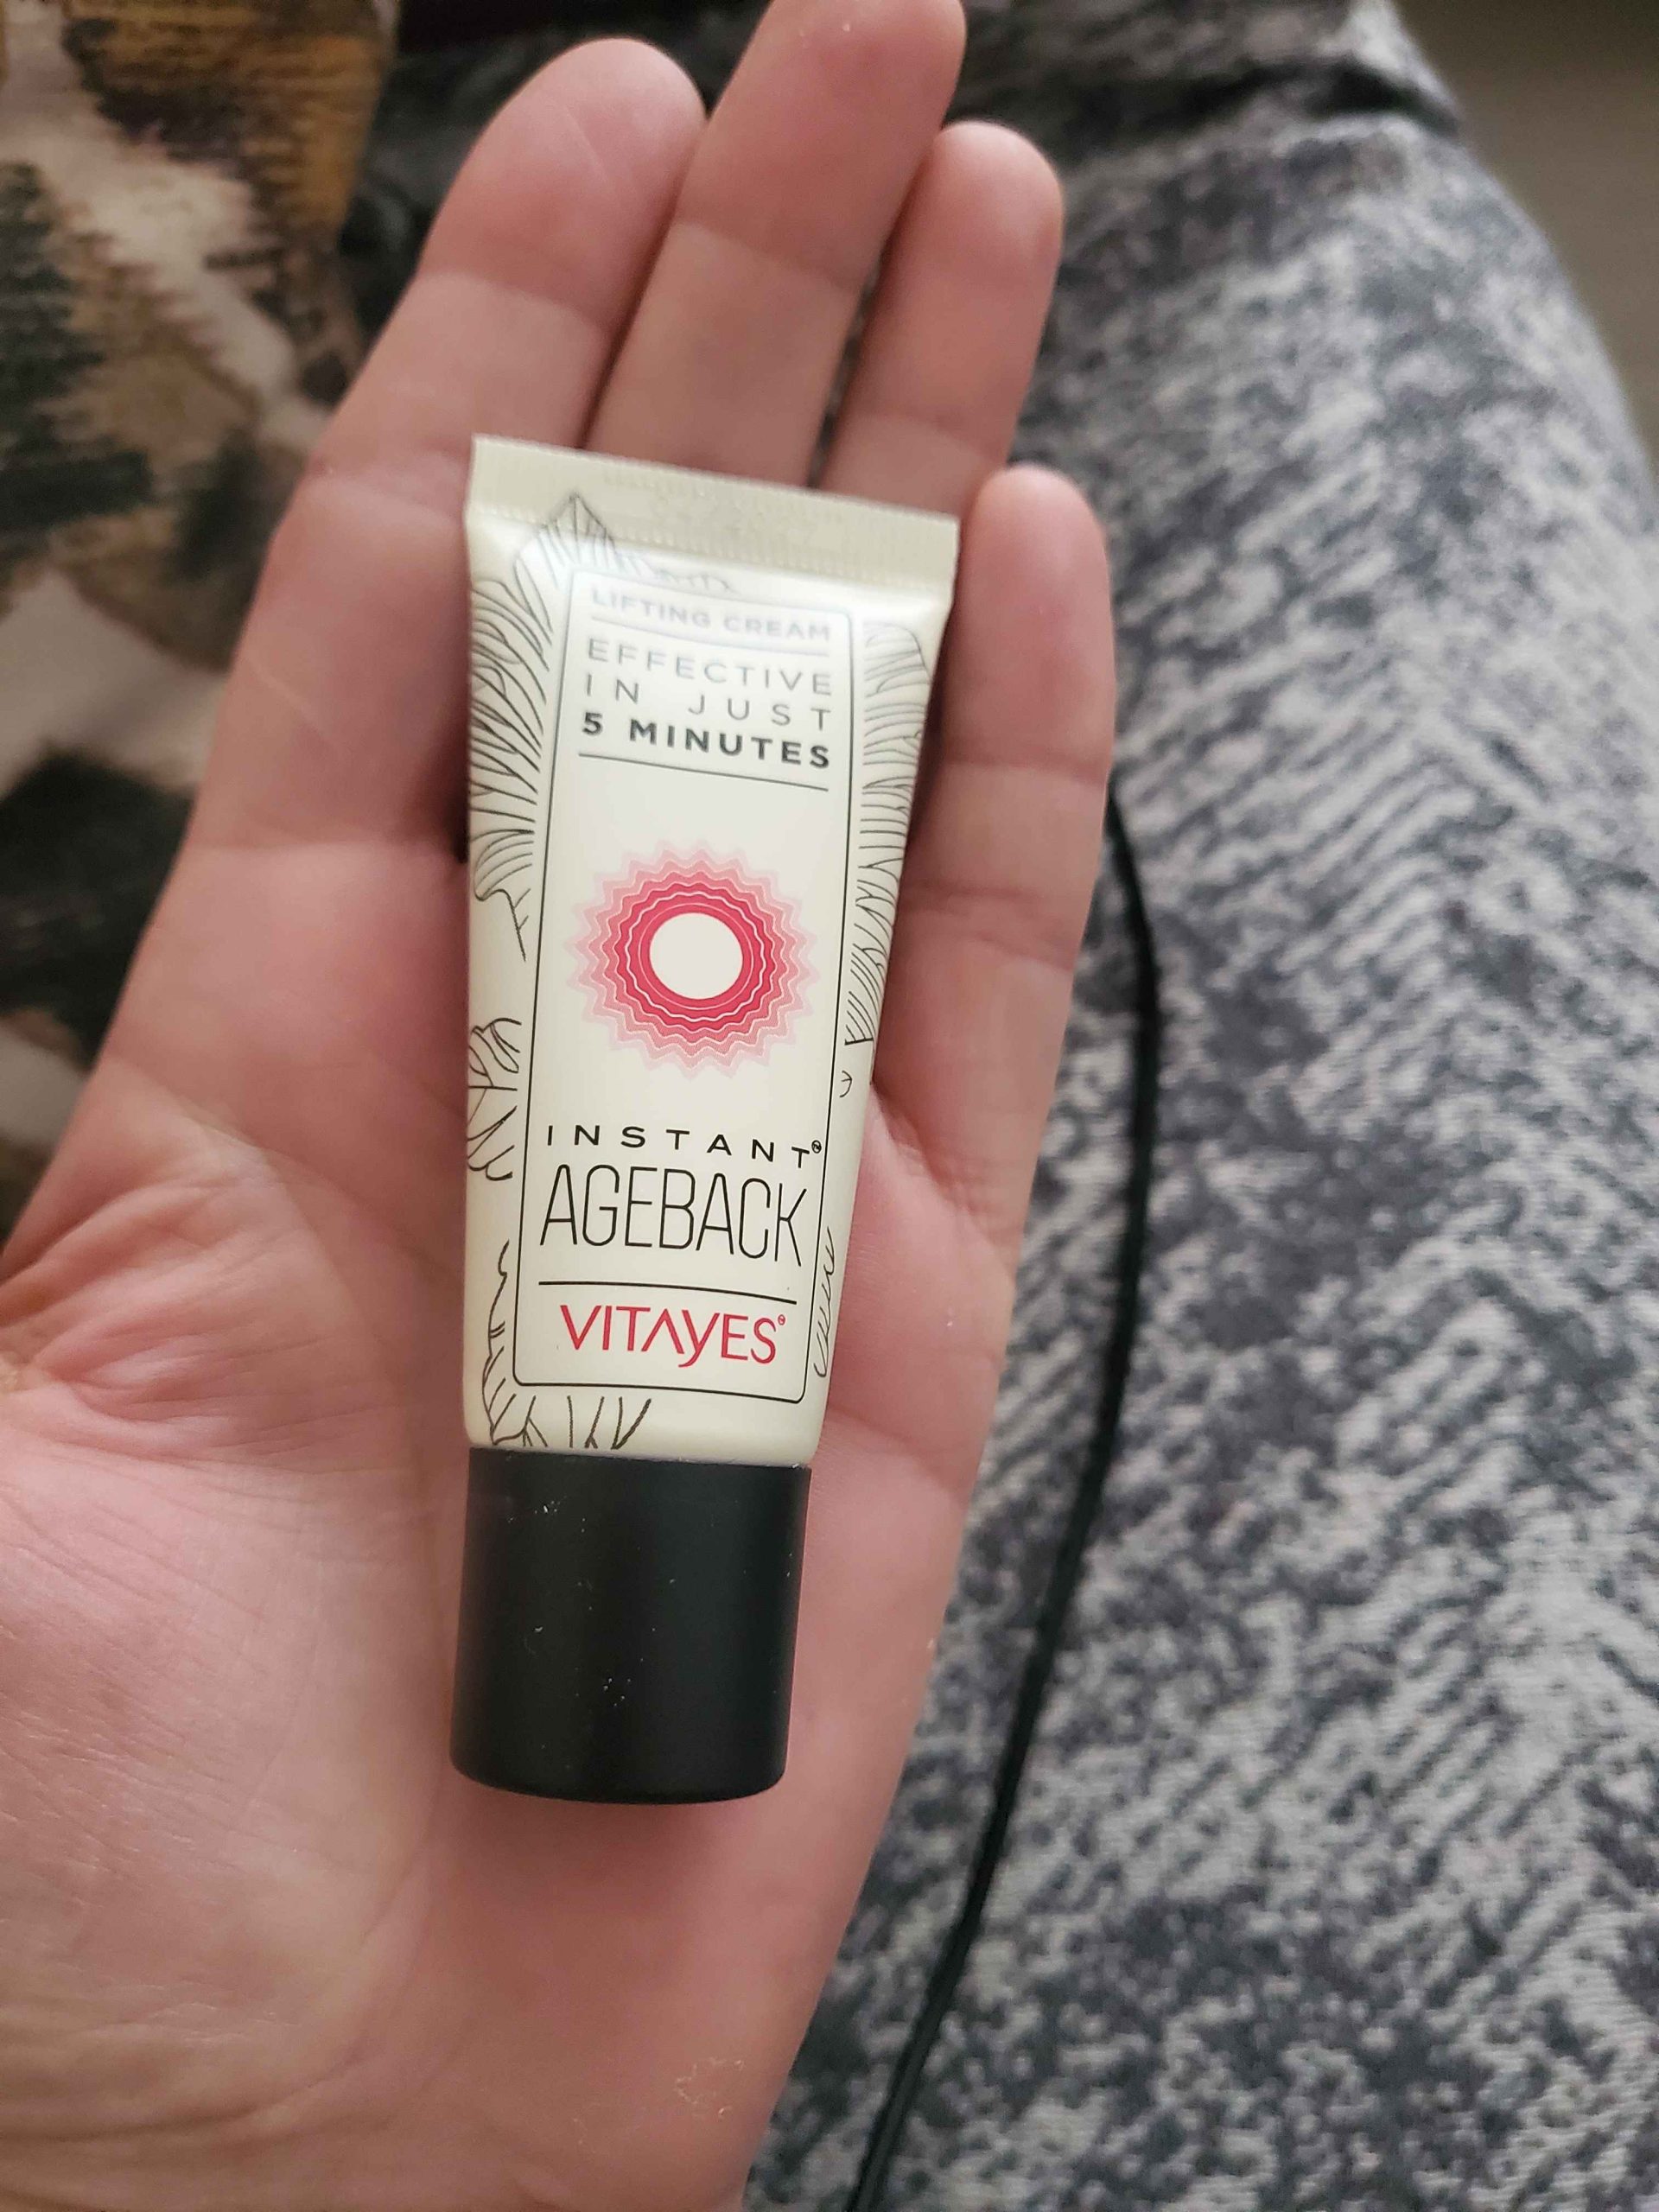 LIFTING CREAM
EFFECTIVE
IN JUST
5 MINUTES
INSTANT
AGEBACK
VITAYES®